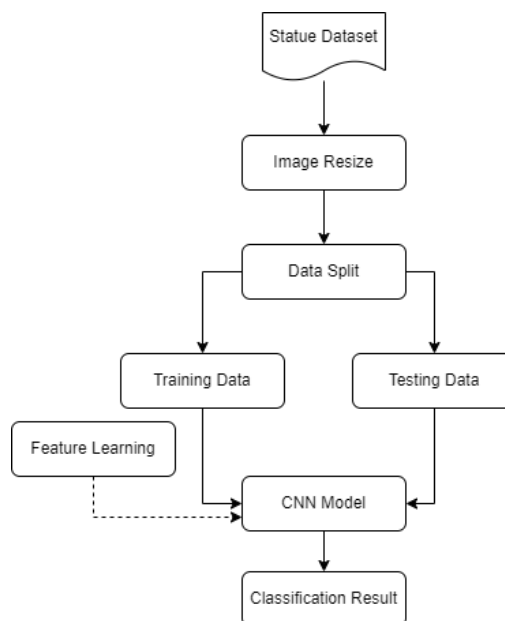 Statue Dataset
Image Resize
Data Split
Training Data
Testing Data
Feature Learning
CNN Model
Classification Result